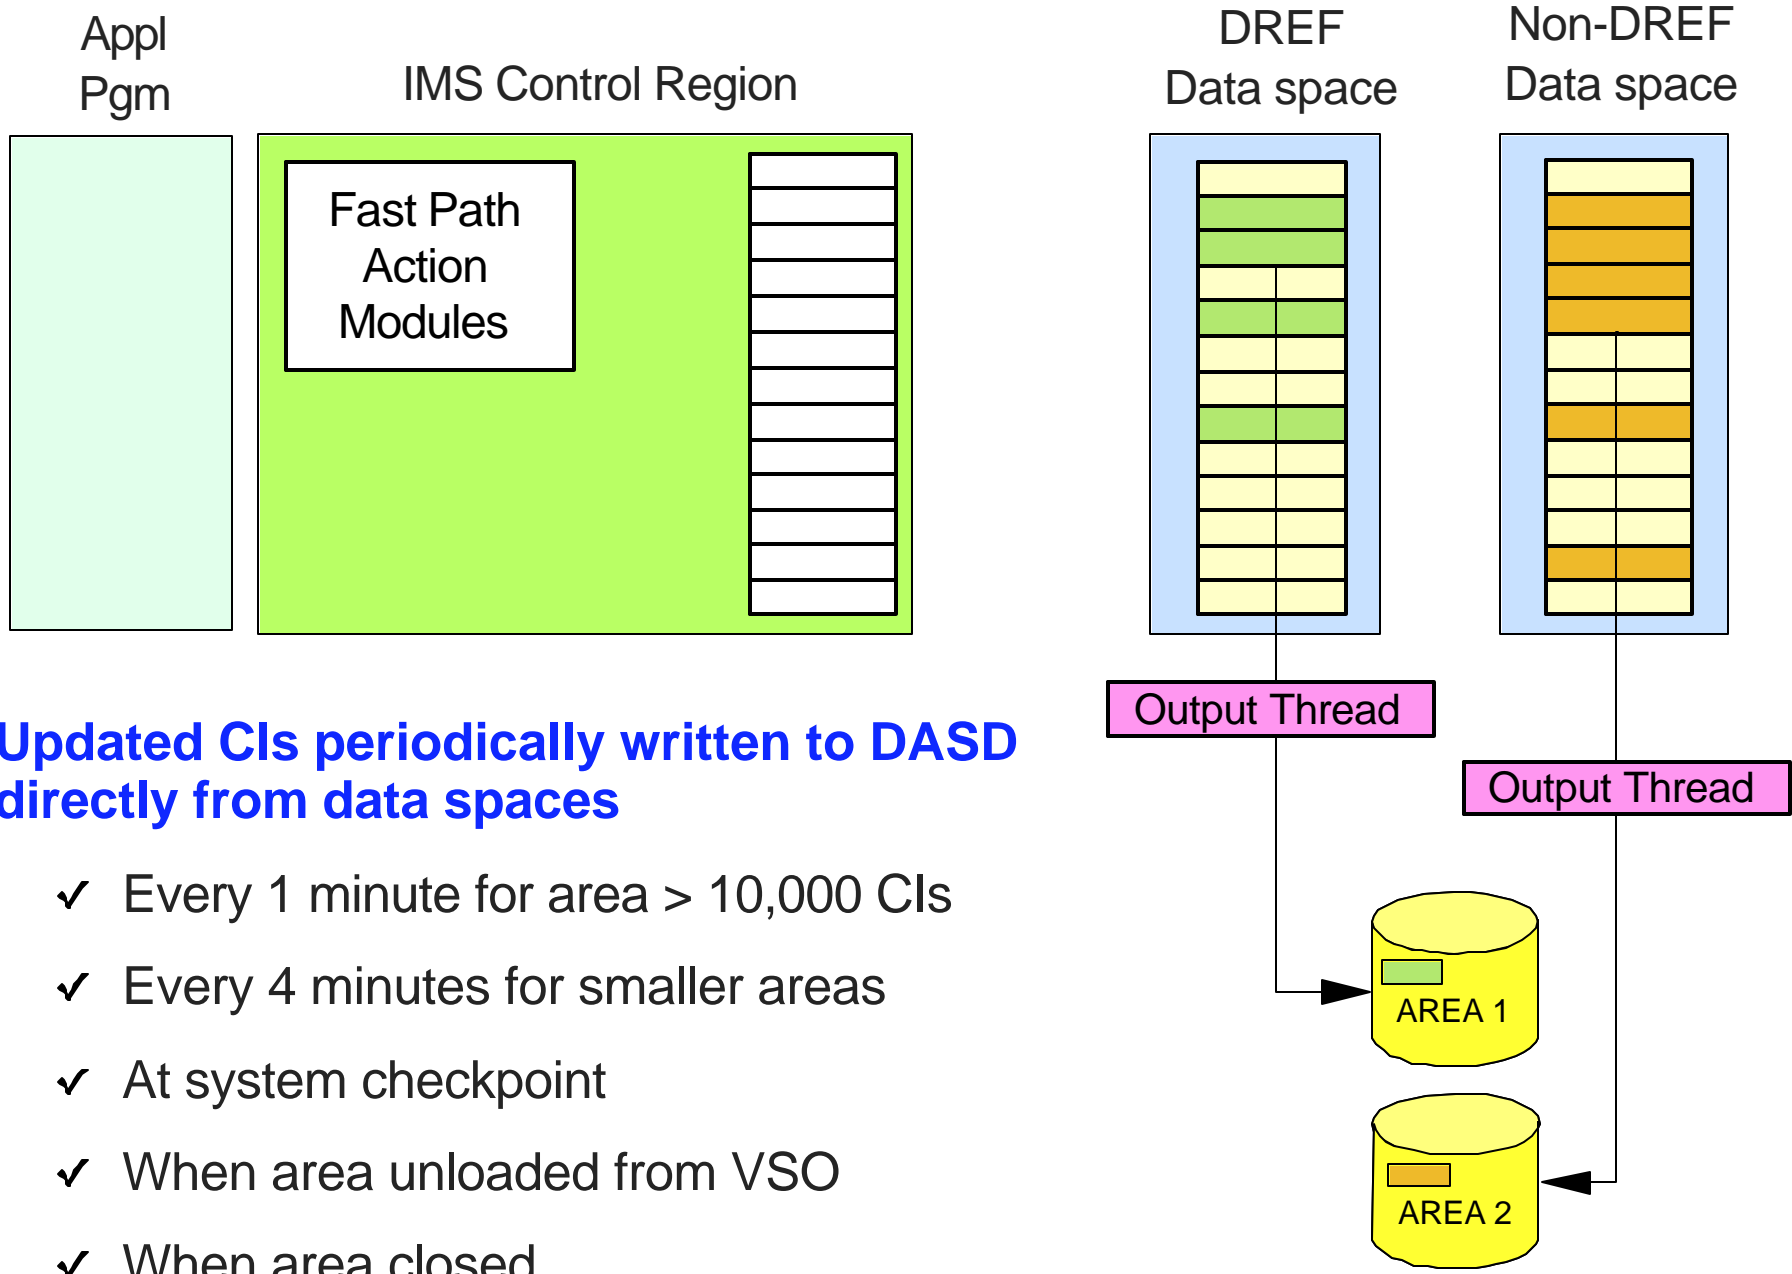 Appl
Pgm
IMS Control Region
DREF
Data space
Non-DREF
Data space
Fast Path
Action
Modules
Output Thread
Output Thread
Updated CIs periodically written to DASD
directly from data spaces
✓ Every 1 minute for area > 10,000 CIs
✓ Every 4 minutes for smaller areas
✓ At system checkpoint
✓ When area unloaded from VSO
✓ When area closed
AREA 1
AREA 2